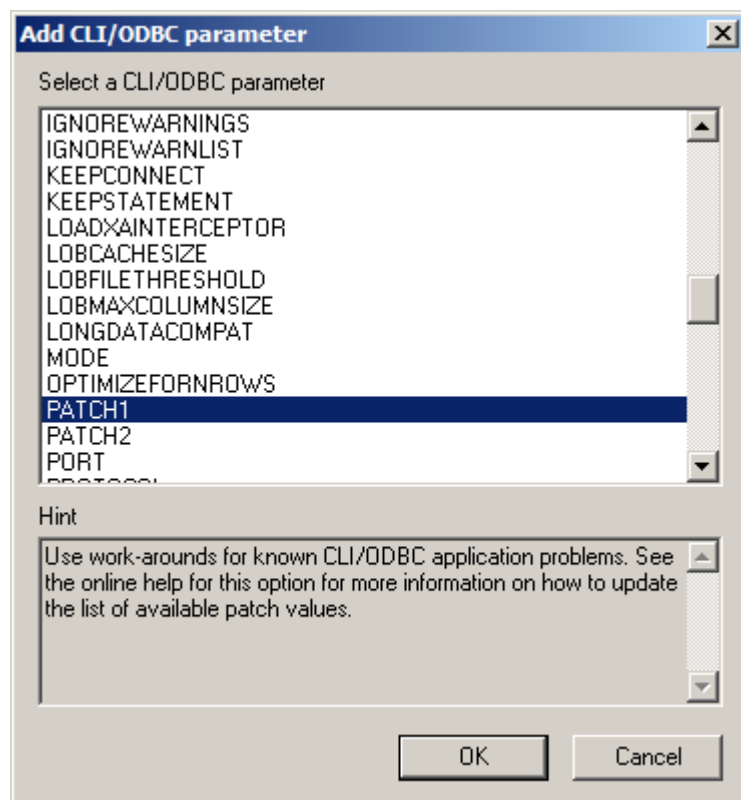 Add CLI/ODBC parameter
Select a CLI/ODBC parameter
IGNOREWARNINGS
IGNOREWARNLIST
KEEPCONNECT
KEEPSTATEMENT
LOADXAINTERCEPTOR
LOBCACHESIZE
LOBFILETHRESHOLD
LOBMAXCOLUMNSIZE
LONGDATACOMPAT
MODE
OPTIMIZEFORNROWS
PATCH1
PATCH2
PORT
PROTOCOL
Hint
Use work-arounds for known CLI/ODBC application problems. See
the online help for this option for more information on how to update
the list of available patch values.
OK Cancel